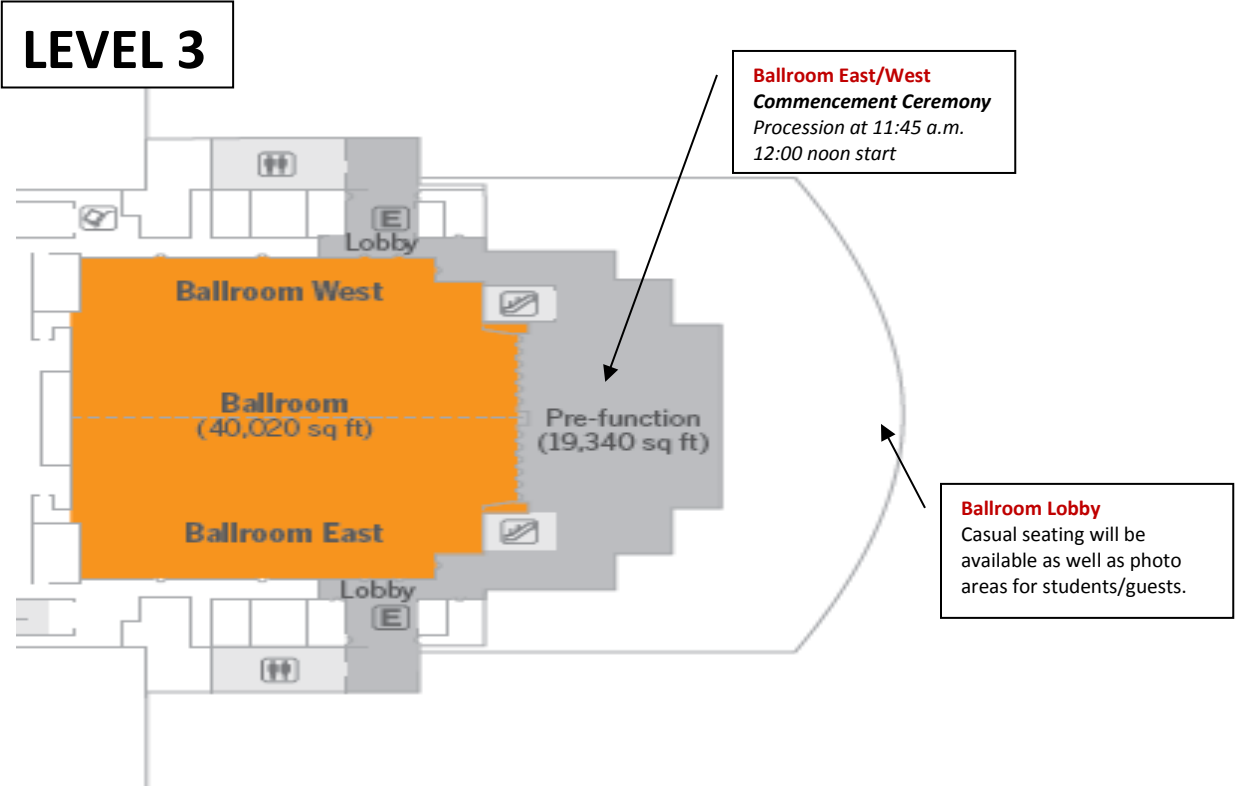 LEVEL 3
Ballroom East/West
Commencement Ceremony
Procession at 11:45 a.m.
12:00 noon start
E
Lobby
Ballroom West
Ballroom
(40,020 sq ft)
Pre-function
(19,340 sq ft)
Ballroom East
Lobby
E
Ballroom Lobby
Casual seating will be
available as well as photo
areas for students/guests.